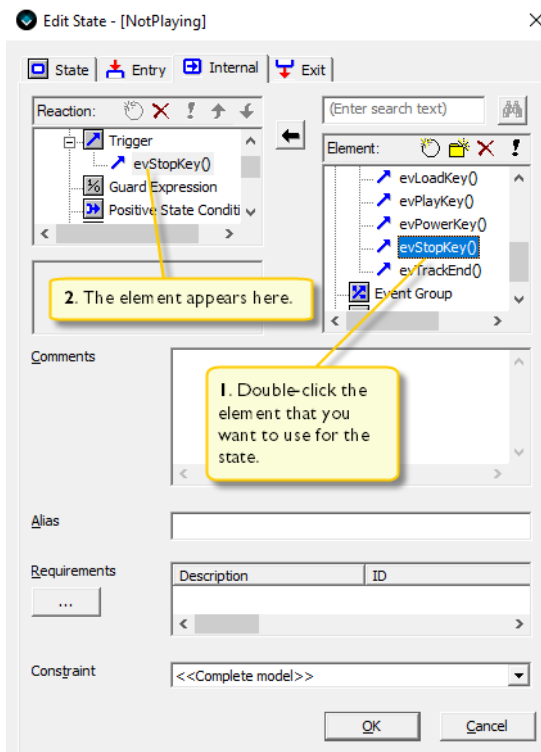 Edit State - [NotPlaying]
State Entry Internal Exit
Reaction:
(Enter search text)
Trigger
evStopKey()
Guard Expression
Positive State Conditi
Element:
evLoadKey()
evPlayKey()
evPowerKey()
evStopKey()
evTrackEnd()
Event Group
2. The element appears here.
Comments
1. Double-click the
element that you
want to use for the
state.
Alias
Requirements
...
Description ID
Constraint
<<Complete model>>
OK Cancel